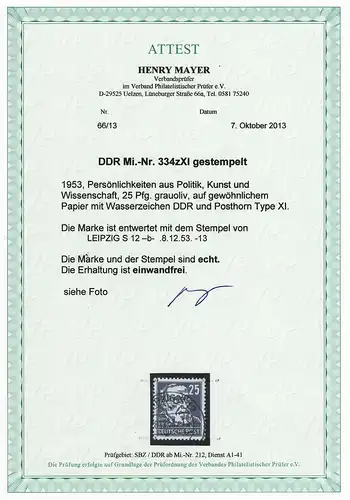 ATTEST
HENRY MAYER
Verbandsprüfer
im Verband Philatelistischer Prüfer e.V.
D-29525 Uelzen, Lüneburger Straße 66a, Tel. 0581 75240
Nr. Datum
66/13 7. Oktober 2013
DDR Mi.-Nr. 334zXI gestempelt
1953, Persönlichkeiten aus Politik, Kunst und
Wissenschaft, 25 Pfg. grauoliv, auf gewöhnlichem
Papier mit Wasserzeichen DDR und Posthorn Type XI.
Die Marke ist entwertet mit dem Stempel von
LEIPZIG S 12 –b- .8.12.53. -13
Die Marke und der Stempel sind echt.
Die Erhaltung ist einwandfrei.
siehe Foto
25
DEUTSCHE POST
Prüfgebiet: SBZ / DDR ab Mi.-Nr. 212, Dienst A1-41
Die Prüfung erfolgte auf Grundlage der Prüfordnung des Verbandes Philatelistischer Prüfer e.V.